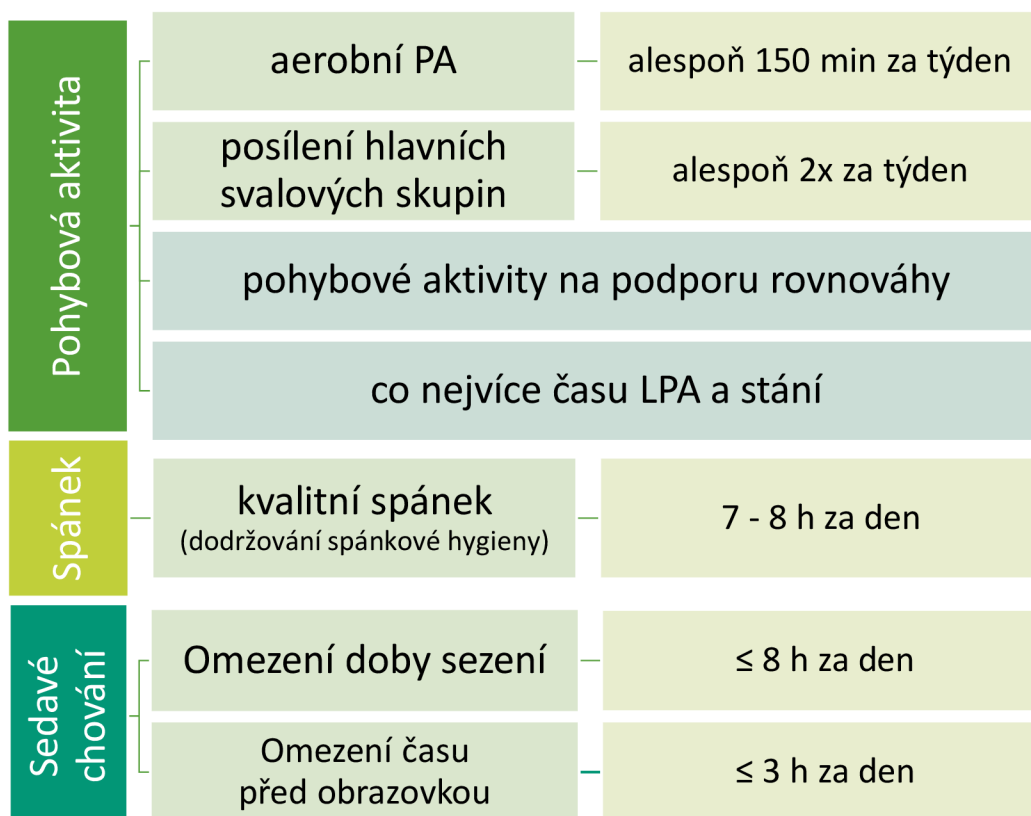 Pohybová aktivita
aerobní PA
alespoň 150 min za týden
posílení hlavních
svalových skupin
alespoň 2x za týden
pohybové aktivity na podporu rovnováhy
co nejvíce času LPA a stání
Spánek
kvalitní spánek
(dodržování spánkové hygieny)
7 - 8 h za den
Sedavé
chování
Omezení doby sezení
≤ 8 h za den
Omezení času
před obrazovkou
≤ 3 h za den